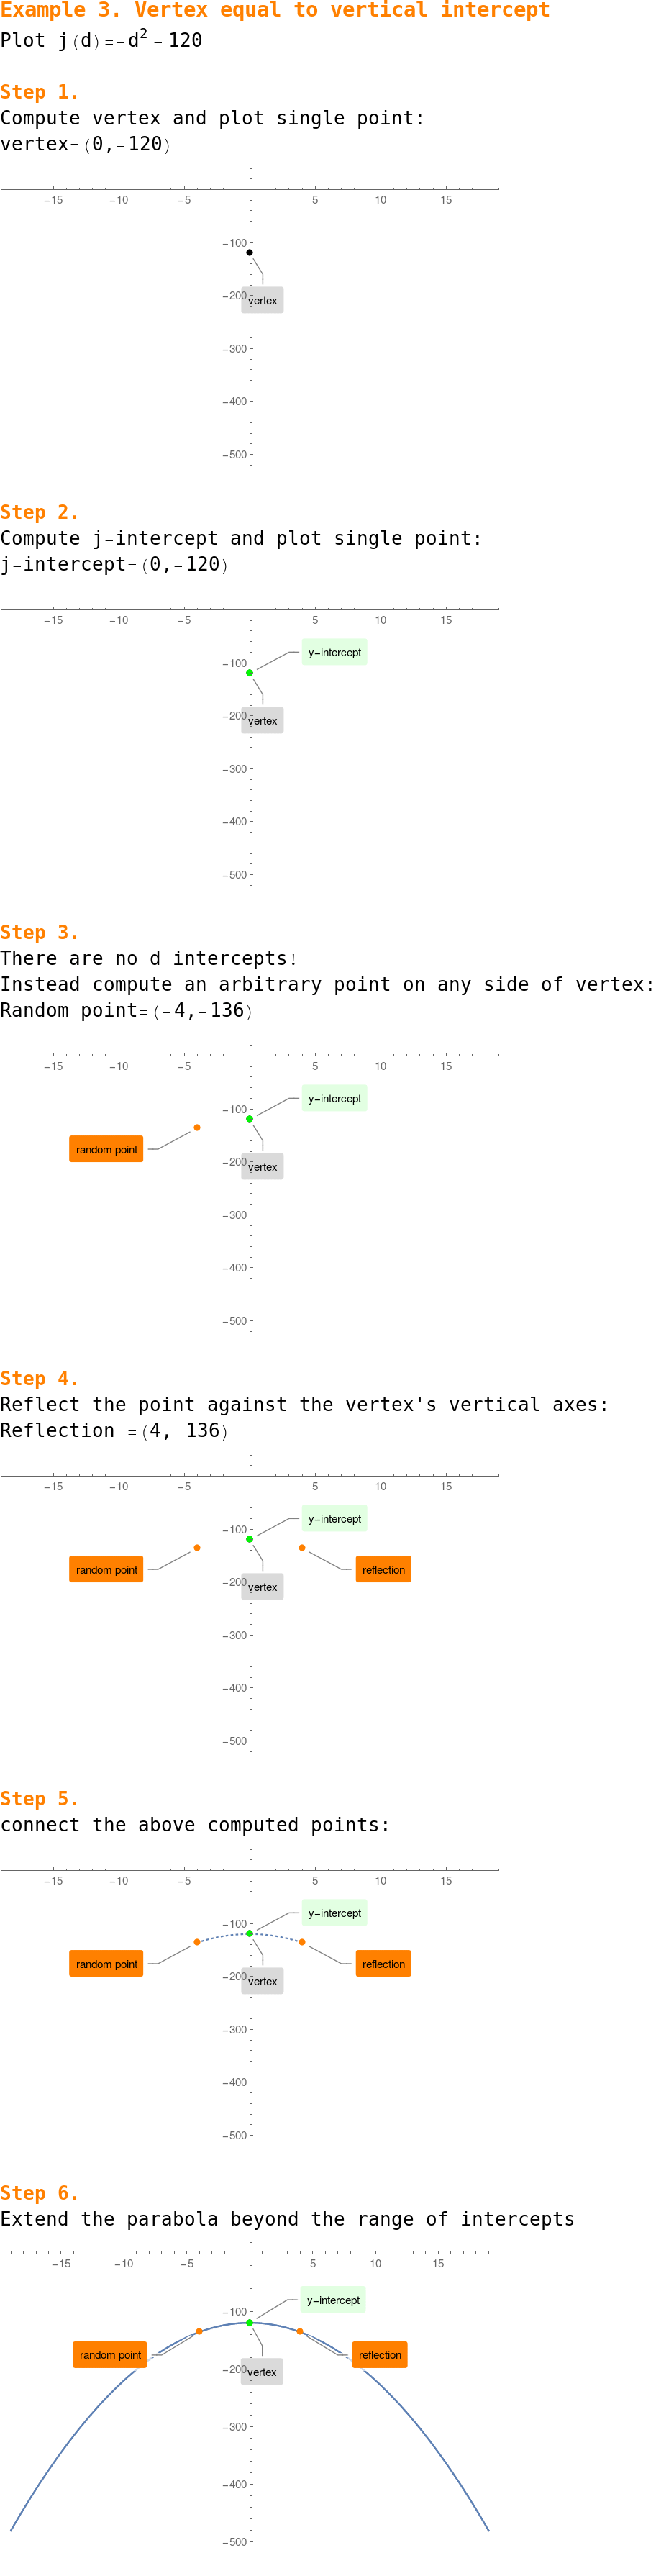 Example 3. Vertex equal to vertical intercept
Plot j(d)=-d² - 120
Step 1.
Compute vertex and plot single point:
vertex=(0,-120)
-15 -10 -5 5 10 15
-100
-200
vertex
-300
-400
-500
Step 2.
Compute j-intercept and plot single point:
j-intercept=(0,-120)
-15 -10 -5 5 10 15
y-intercept
-100
-200
vertex
-300
-400
-500
Step 3.
There are no d-intercepts!
Instead compute an arbitrary point on any side of vertex:
Random point=(-4,-136)
-15 -10 -5 5 10 15
y-intercept
-100
random point
-200
vertex
-300
-400
-500
Step 4.
Reflect the point against the vertex's vertical axes:
Reflection =(4,-136)
-15 -10 -5 5 10 15
y-intercept
-100
random point
reflection
-200
vertex
-300
-400
-500
Step 5.
connect the above computed points:
-15 -10 -5 5 10 15
y-intercept
-100
random point
reflection
-200
vertex
-300
-400
-500
Step 6.
Extend the parabola beyond the range of intercepts
-15 -10 -5 5 10 15
y-intercept
-100
random point
reflection
-200
vertex
-300
-400
-500